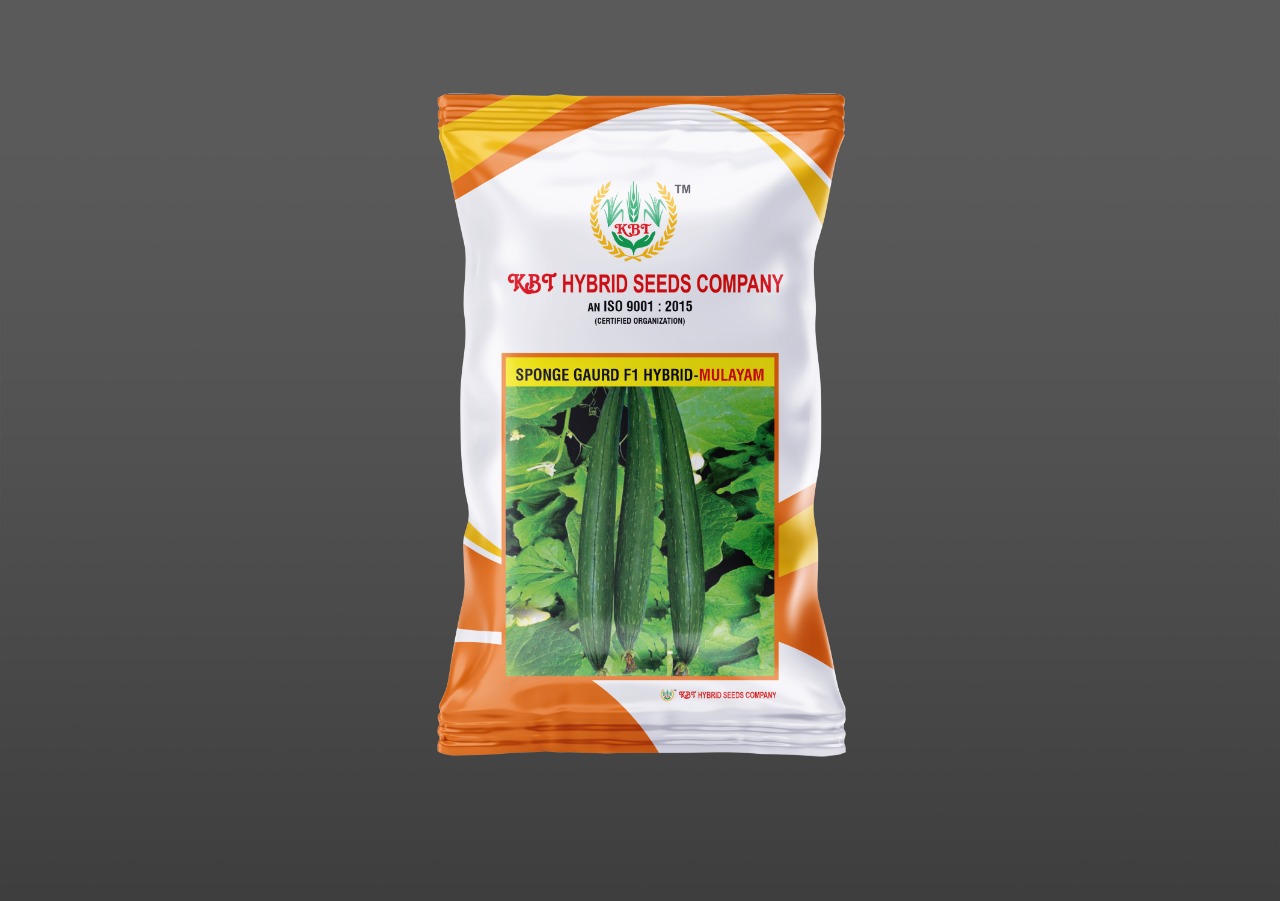 KBT
TM
KBT HYBRID SEEDS COMPANY
AN ISO 9001 : 2015
(CERTIFIED ORGANIZATION)
SPONGE GAURD F1 HYBRID-MULAYAM
KBT HYBRID SEEDS COMPANY